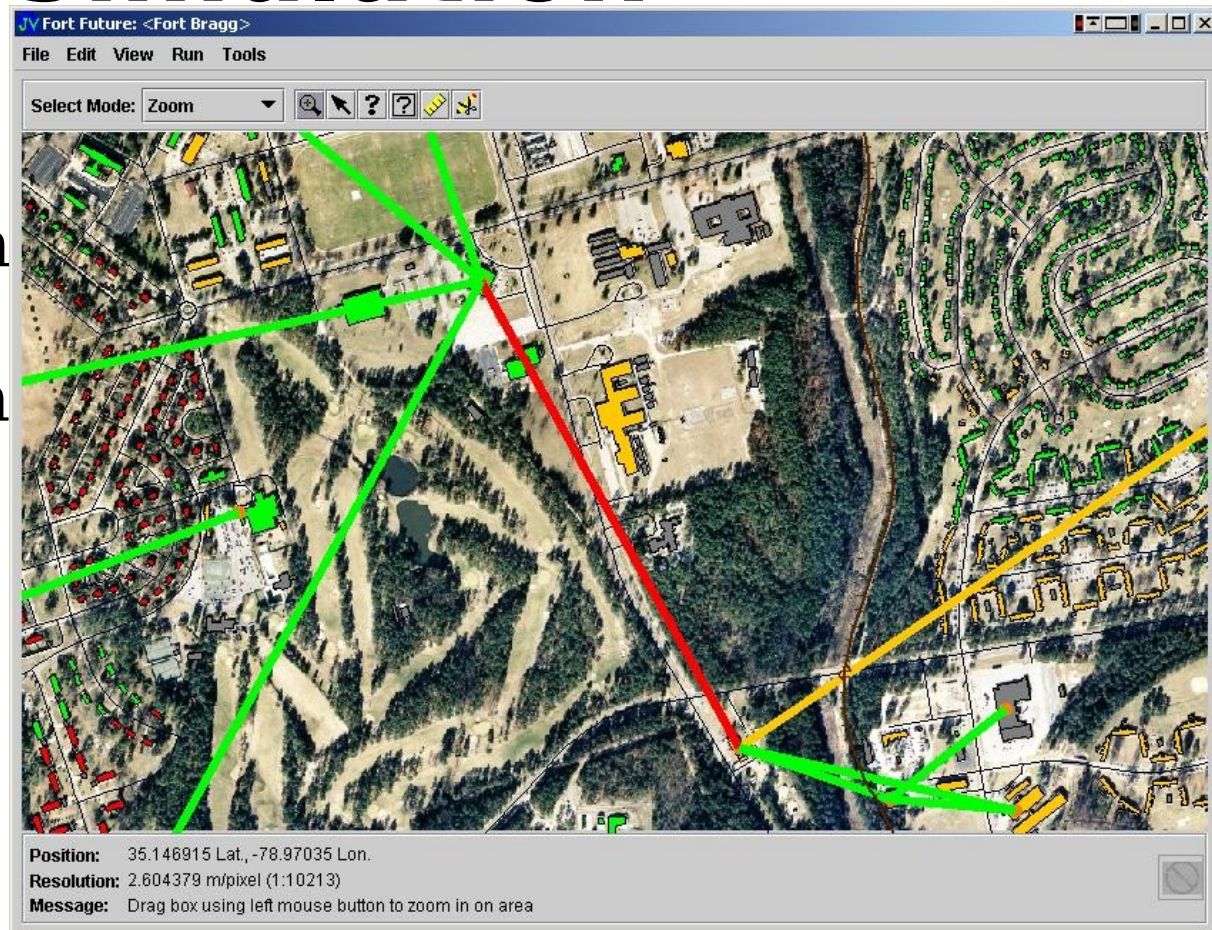 JV Fort Future: <Fort Bragg>
File Edit View Run Tools
Select Mode: Zoom
Position: 35.146915 Lat., -78.97035 Lon.
Resolution: 2.604379 m/pixel (1:10213)
Message: Drag box using left mouse button to zoom in on area